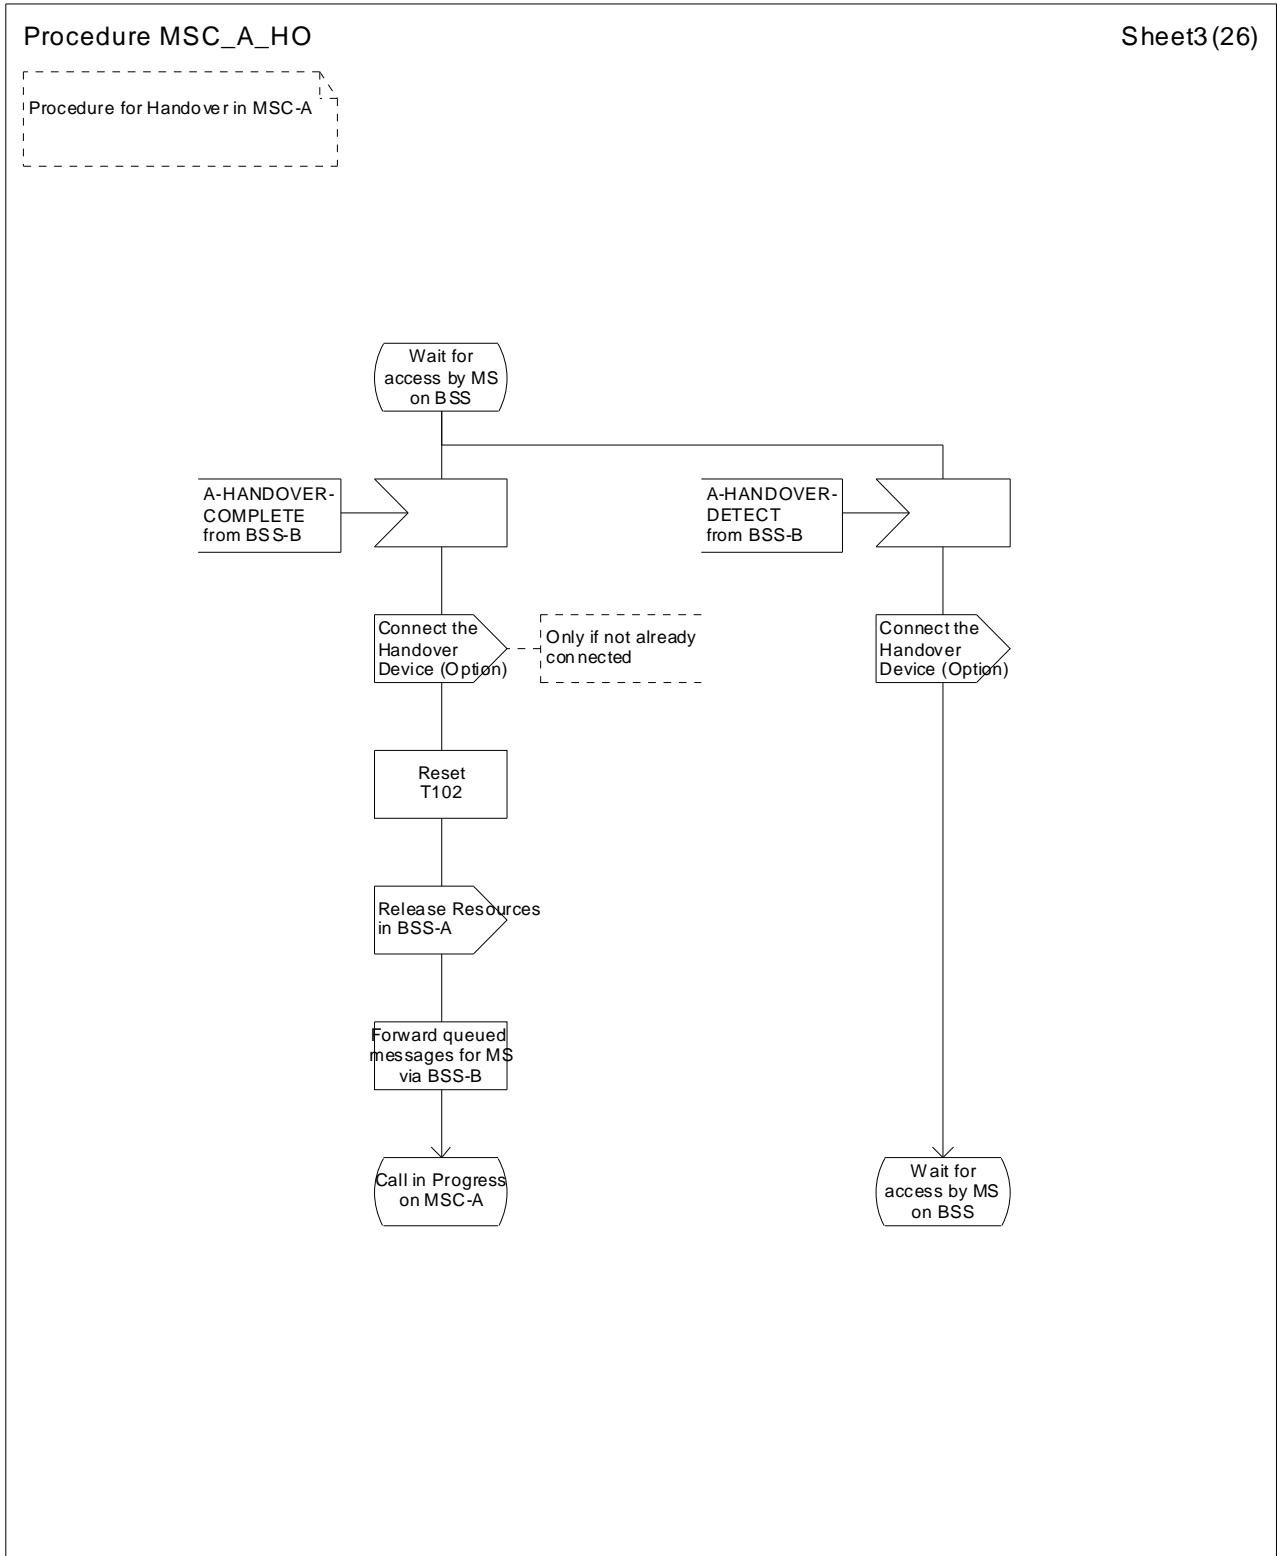 Procedure MSC_A_HO
Sheet3(26)
Procedure for Handover in MSC-A
Wait for
access by MS
on BSS
A-HANDOVER-
COMPLETE
from BSS-B
A-HANDOVER-
DETECT
from BSS-B
Connect the
Handover
Device (Option)
Only if not already
connected
Connect the
Handover
Device (Option)
Reset
T102
Release Resources
in BSS-A
Forward queued
messages for MS
via BSS-B
Call in Progress
on MSC-A
Wait for
access by MS
on BSS